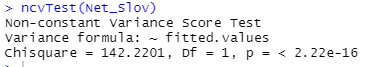 > ncvTest(Net_Slov)
Non-constant Variance Score Test
Variance formula: ~ fitted.values
Chisquare = 142.2201, Df = 1, p = < 2.22e-16